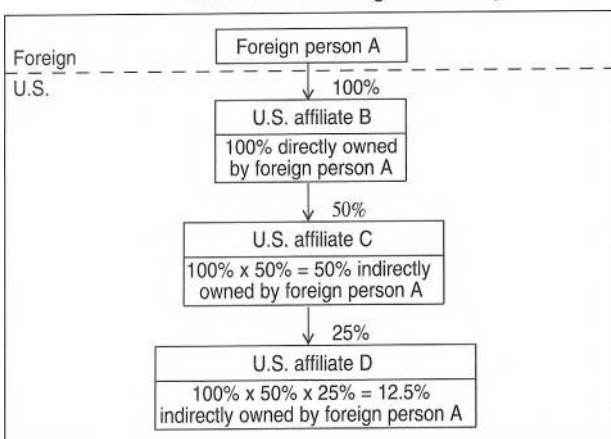 Foreign person A
Foreign
U.S.
100%
U.S. affiliate B
100% directly owned
by foreign person A
50%
U.S. affiliate C
100% x 50% = 50% indirectly
owned by foreign person A
25%
U.S. affiliate D
100% x 50% x 25% = 12.5%
indirectly owned by foreign person A